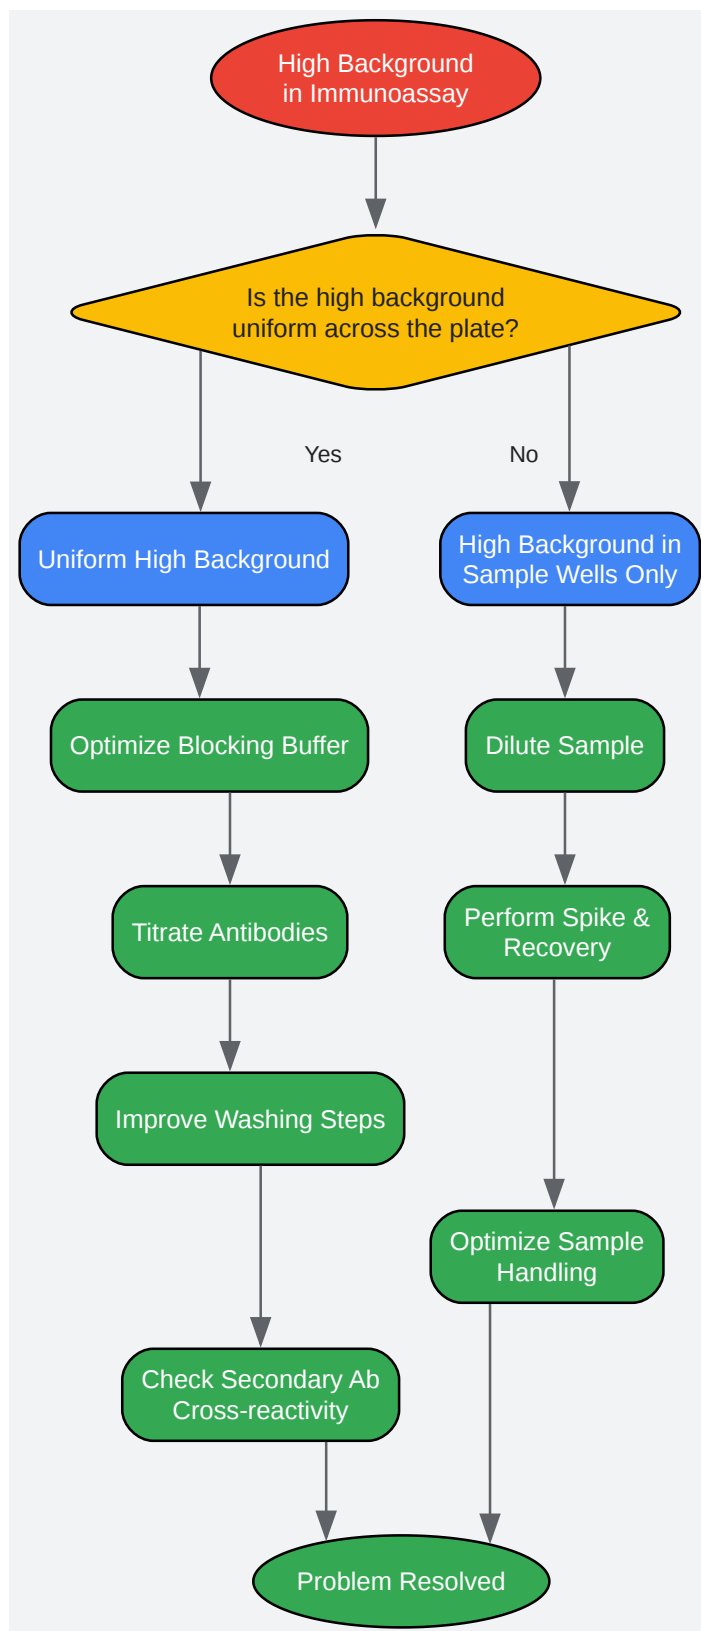 High Background
in Immunoassay
Is the high background
uniform across the plate?
Yes
No
Uniform High Background
High Background in
Sample Wells Only
Optimize Blocking Buffer
Dilute Sample
Titrate Antibodies
Perform Spike &
Recovery
Improve Washing Steps
Optimize Sample
Handling
Check Secondary Ab
Cross-reactivity
Problem Resolved